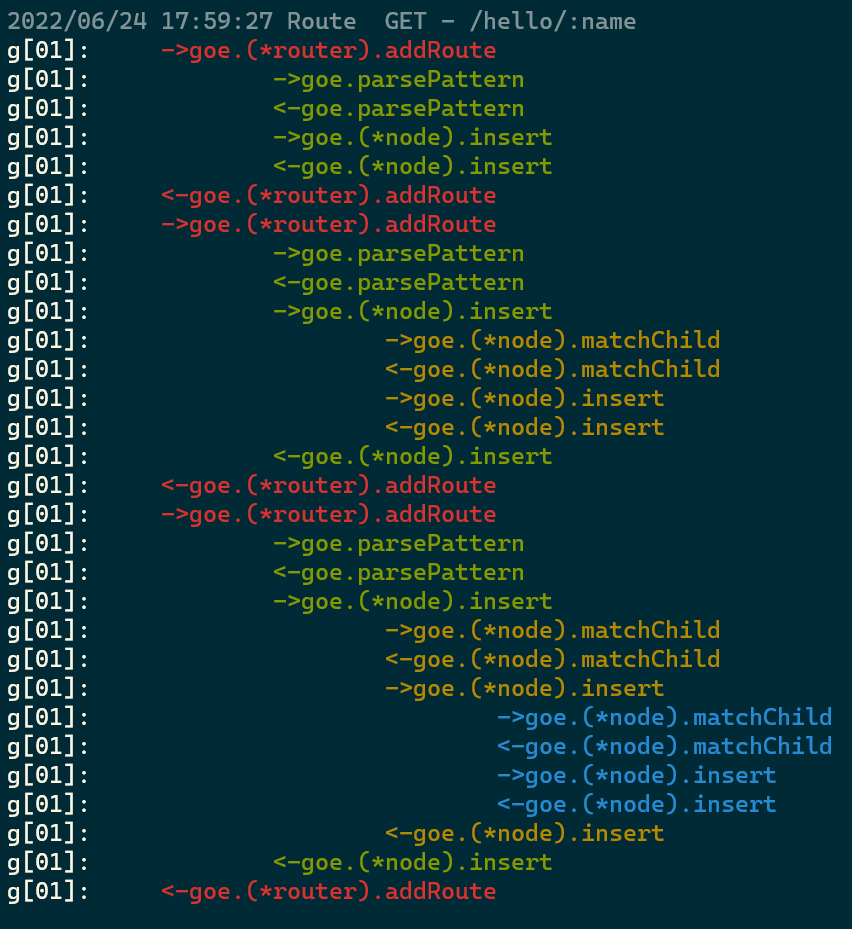 2022/06/24 17:59:27 Route  GET - /hello/:name
g[01]:     ->goe.(*router).addRoute
g[01]:             ->goe.parsePattern
g[01]:             <-goe.parsePattern
g[01]:             ->goe.(*node).insert
g[01]:             <-goe.(*node).insert
g[01]:     <-goe.(*router).addRoute
g[01]:     ->goe.(*router).addRoute
g[01]:             ->goe.parsePattern
g[01]:             <-goe.parsePattern
g[01]:             ->goe.(*node).insert
g[01]:                     ->goe.(*node).matchChild
g[01]:                     <-goe.(*node).matchChild
g[01]:                     ->goe.(*node).insert
g[01]:                     <-goe.(*node).insert
g[01]:             <-goe.(*node).insert
g[01]:     <-goe.(*router).addRoute
g[01]:     ->goe.(*router).addRoute
g[01]:             ->goe.parsePattern
g[01]:             <-goe.parsePattern
g[01]:             ->goe.(*node).insert
g[01]:                     ->goe.(*node).matchChild
g[01]:                     <-goe.(*node).matchChild
g[01]:                     ->goe.(*node).insert
g[01]:                             ->goe.(*node).matchChild
g[01]:                             <-goe.(*node).matchChild
g[01]:                             ->goe.(*node).insert
g[01]:                             <-goe.(*node).insert
g[01]:                     <-goe.(*node).insert
g[01]:             <-goe.(*node).insert
g[01]:     <-goe.(*router).addRoute